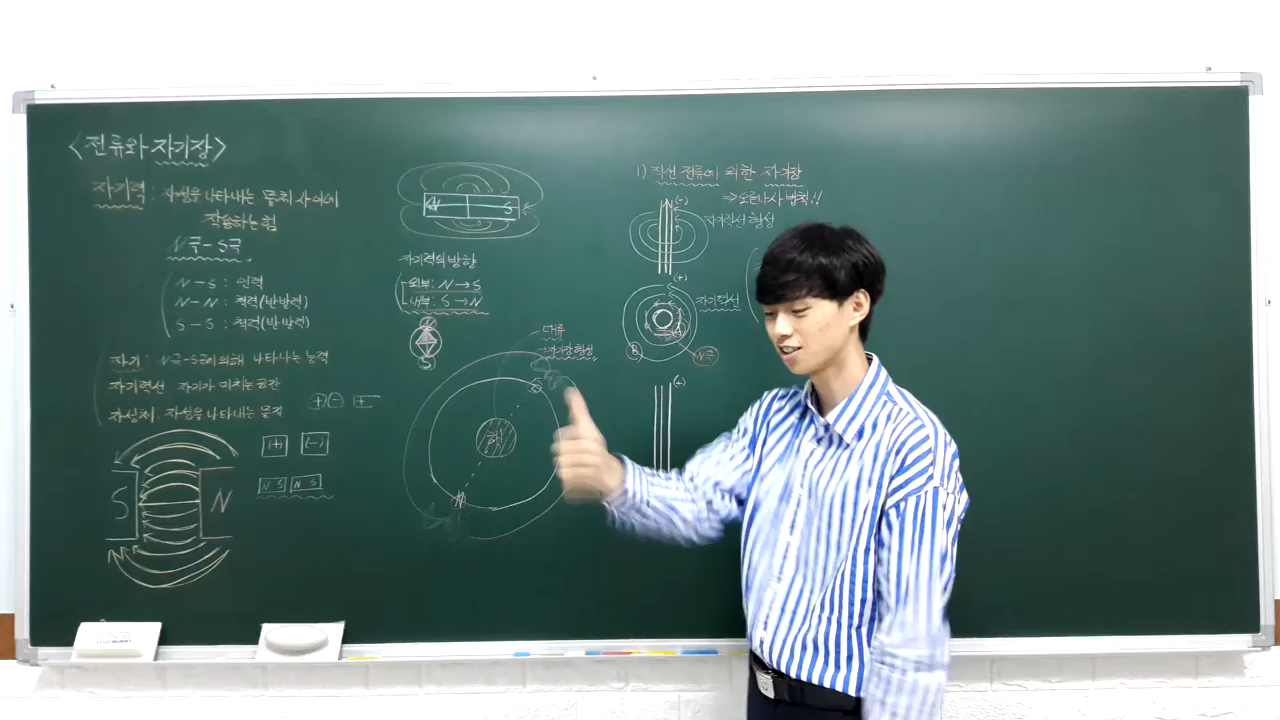 <전류와 자기장>
자기력 : 자성을 나타내는 물체 사이에
작용하는 힘
N극-S극
N-S : 인력
N-N : 척력(반발력)
S-S : 척력(반발력)
자기 : N극-S극에 의해 나타나는 능력
자기력선 자기가 미치는 공간
자성체 : 자성을 나타내는 물질
+ - + -
(+) (-)
S N
N S N S
N S
자기력의 방향
외부 : N → S
내부 : S → N
N
S
→ 자기장 형성
S
N
1) 직선 전류에 의한 자기장
⇒ 오른나사 법칙!!
(-)
자기력선 형성
(+)
자기력선
A
B
N극
(+)